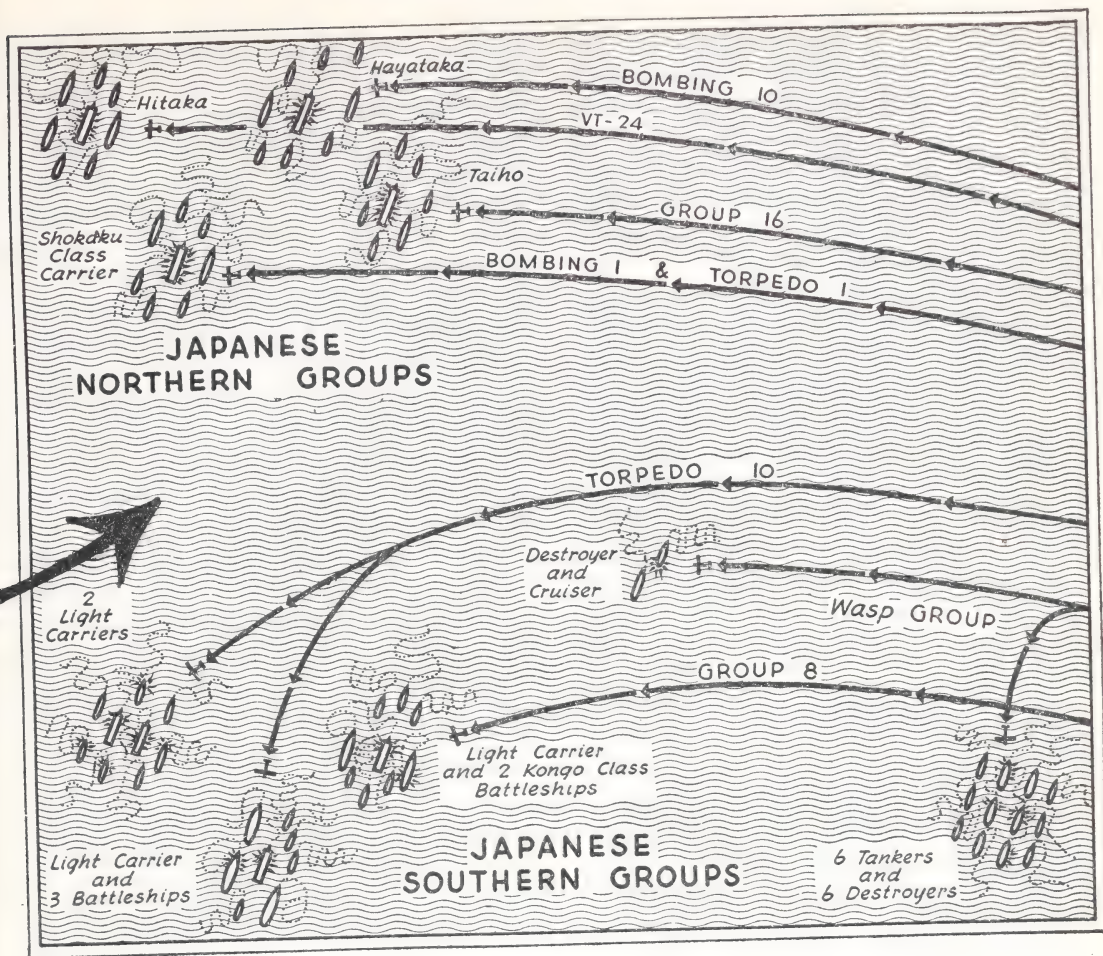 Hayataka
BOMBING 10
Hitaka
VT-24
Taiho
GROUP 16
Shokaku
Class
Carrier
BOMBING 1 & TORPEDO 1
JAPANESE
NORTHERN GROUPS
TORPEDO 10
Destroyer
and
Cruiser
Wasp GROUP
2
Light
Carriers
GROUP 8
Light Carrier
and 2 Kongo Class
Battleships
Light Carrier
and
3 Battleships
JAPANESE
SOUTHERN GROUPS
6 Tankers
and
6 Destroyers